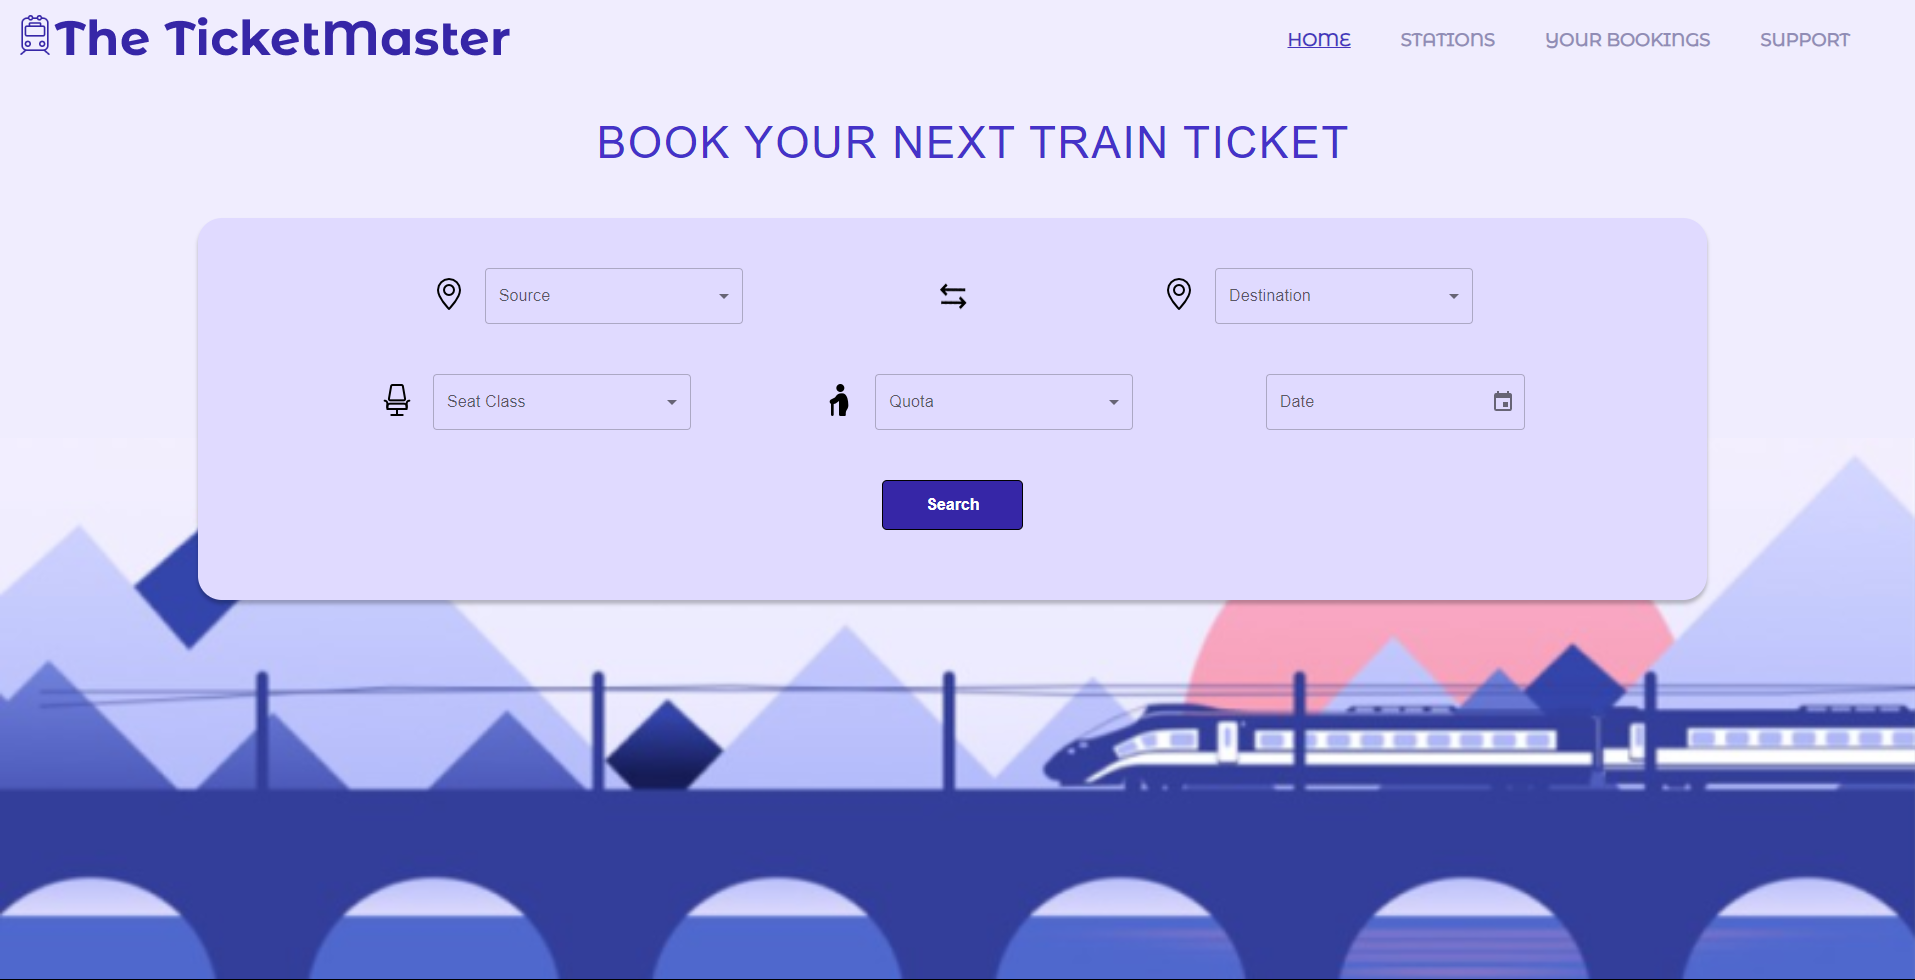 The TicketMaster
HOME STATIONS YOUR BOOKINGS SUPPORT
BOOK YOUR NEXT TRAIN TICKET
Source
Destination
Seat Class
Quota
Date
Search